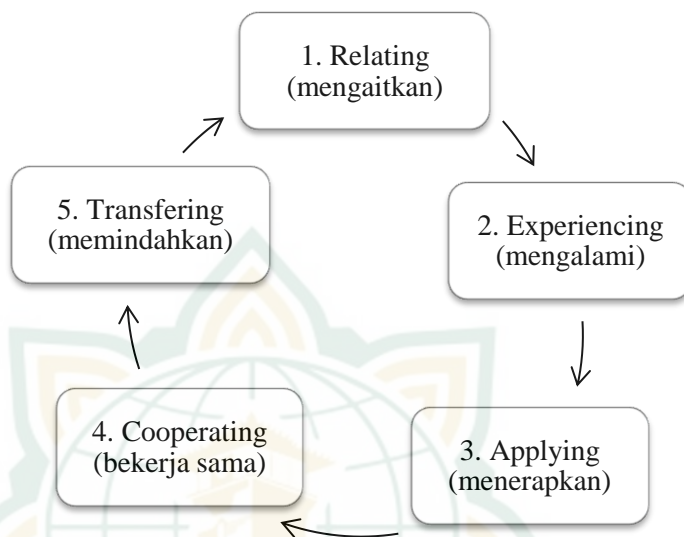 1. Relating
(mengaitkan)
2. Experiencing
(mengalami)
3. Applying
(menerapkan)
4. Cooperating
(bekerja sama)
5. Transfering
(memindahkan)